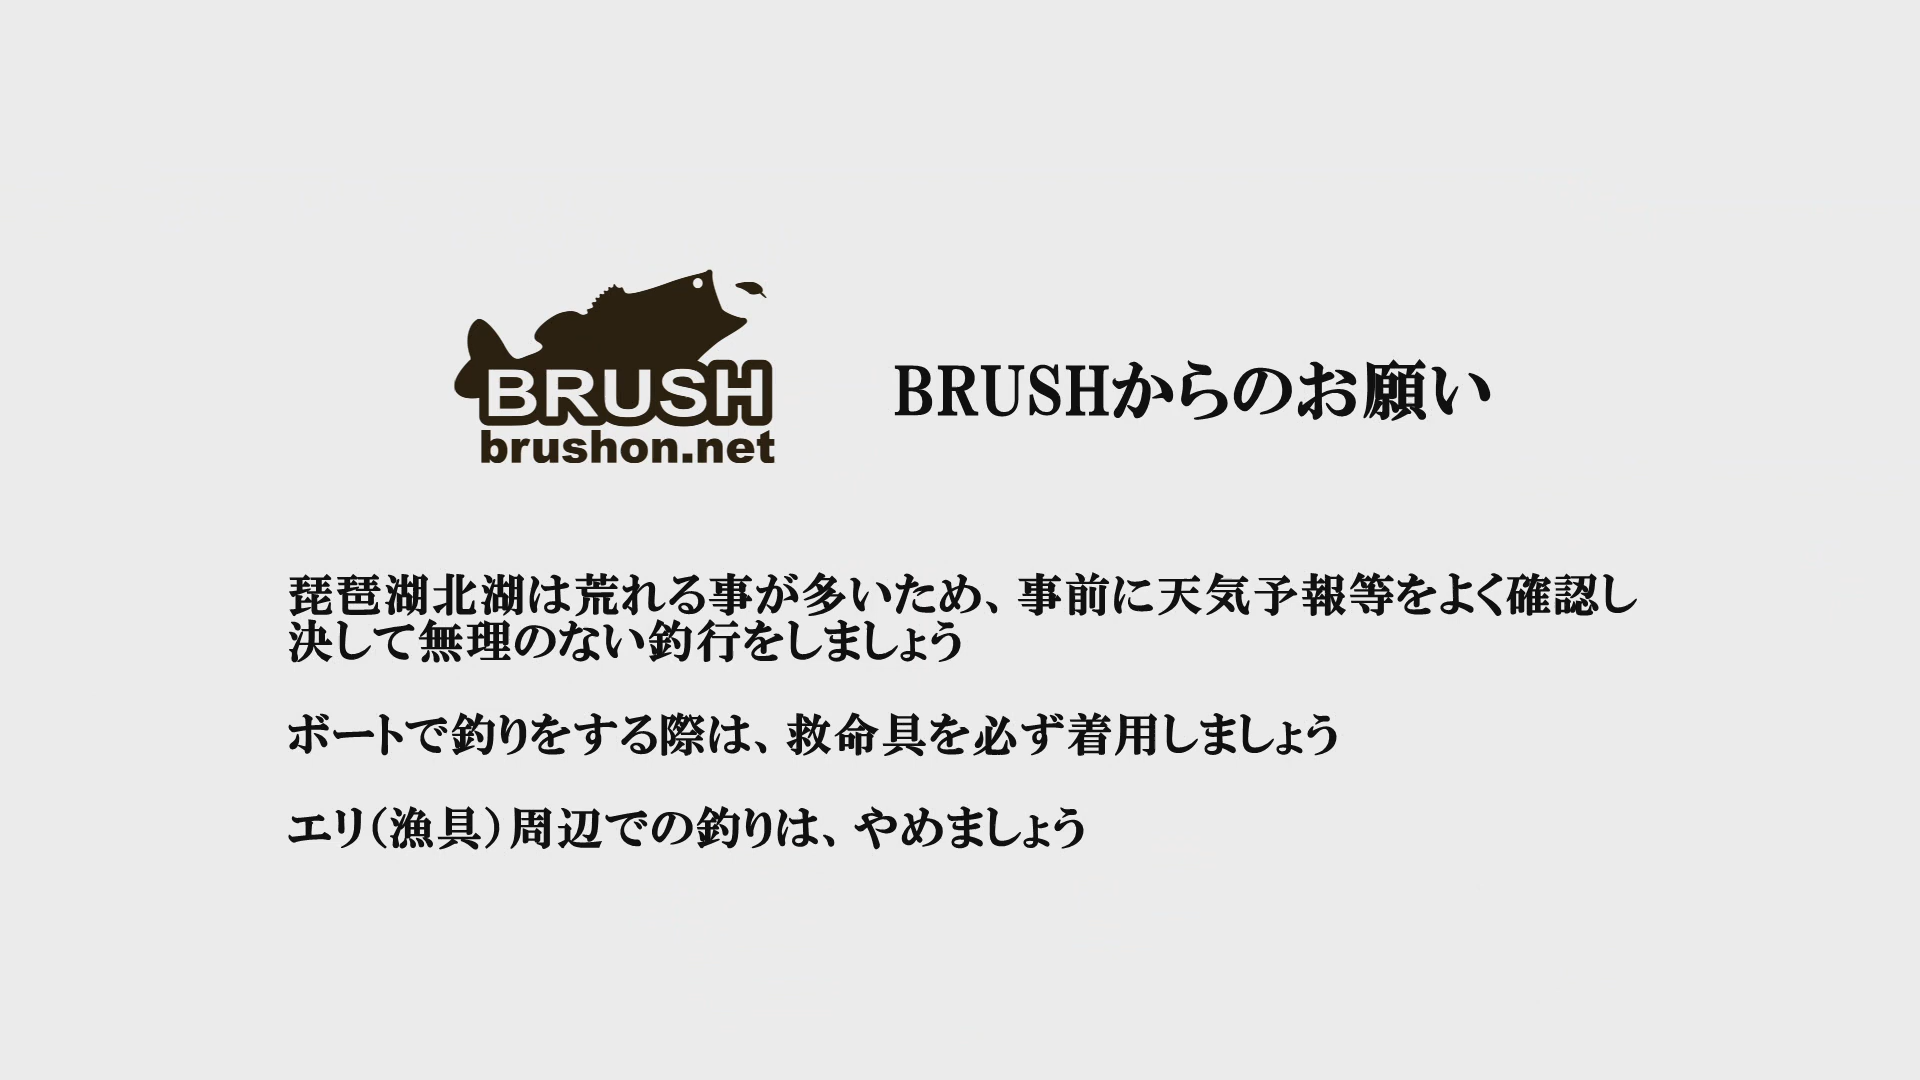 BRUSH
brushon.net
BRUSHからのお願い
琵琶湖北湖は荒れる事が多いため、事前に天気予報等をよく確認し
決して無理のない釣行をしましょう
ボートで釣りをする際は、救命具を必ず着用しましょう
エリ（漁具）周辺での釣りは、やめましょう